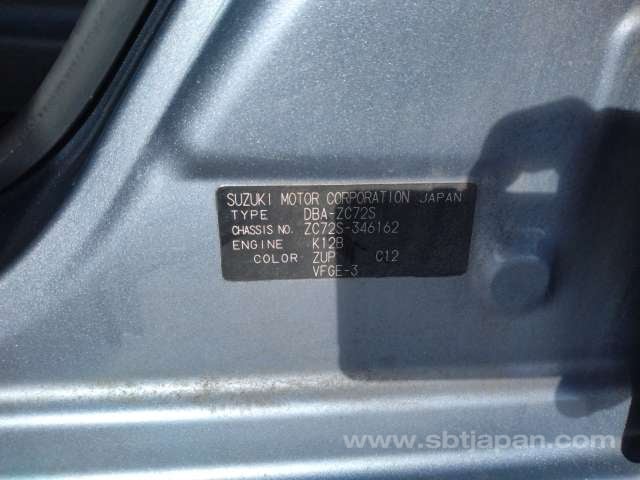 SUZUKI MOTOR CORPORATION JAPAN
TYPE DBA-ZC72S
CHASSIS NO. ZC72S-346162
ENGINE K12B
COLOR ZUP C12
VFGE-3
www.sbtjapan.com